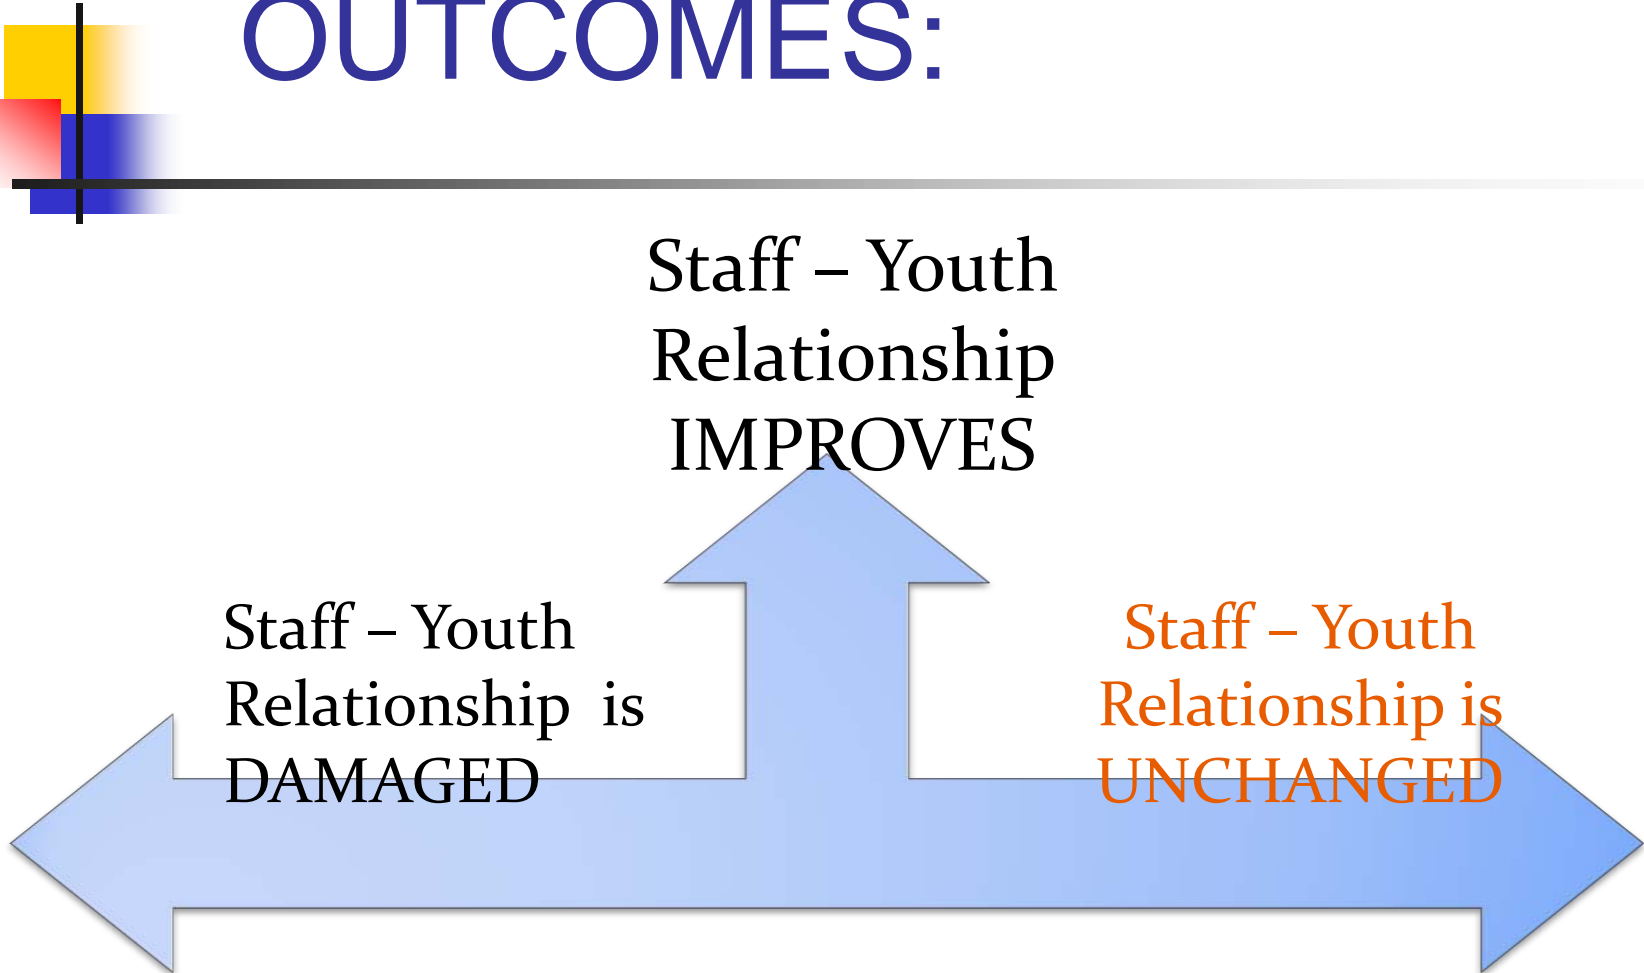 OUTCOMES:
Staff – Youth
Relationship
IMPROVES
Staff – Youth
Relationship is
DAMAGED
Staff – Youth
Relationship is
UNCHANGED